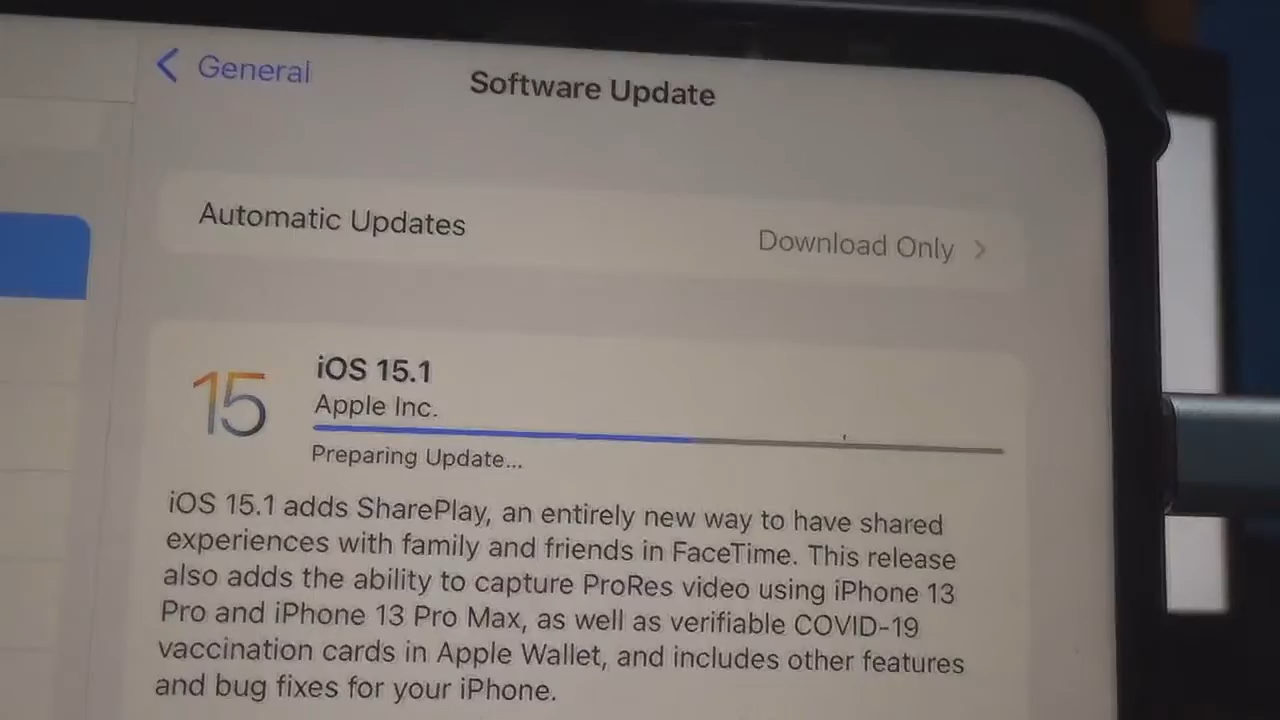 General
Software Update
Automatic Updates
Download Only
15
iOS 15.1
Apple Inc.
Preparing Update...
iOS 15.1 adds SharePlay, an entirely new way to have shared
experiences with family and friends in FaceTime. This release
also adds the ability to capture ProRes video using iPhone 13
Pro and iPhone 13 Pro Max, as well as verifiable COVID-19
vaccination cards in Apple Wallet, and includes other features
and bug fixes for your iPhone.